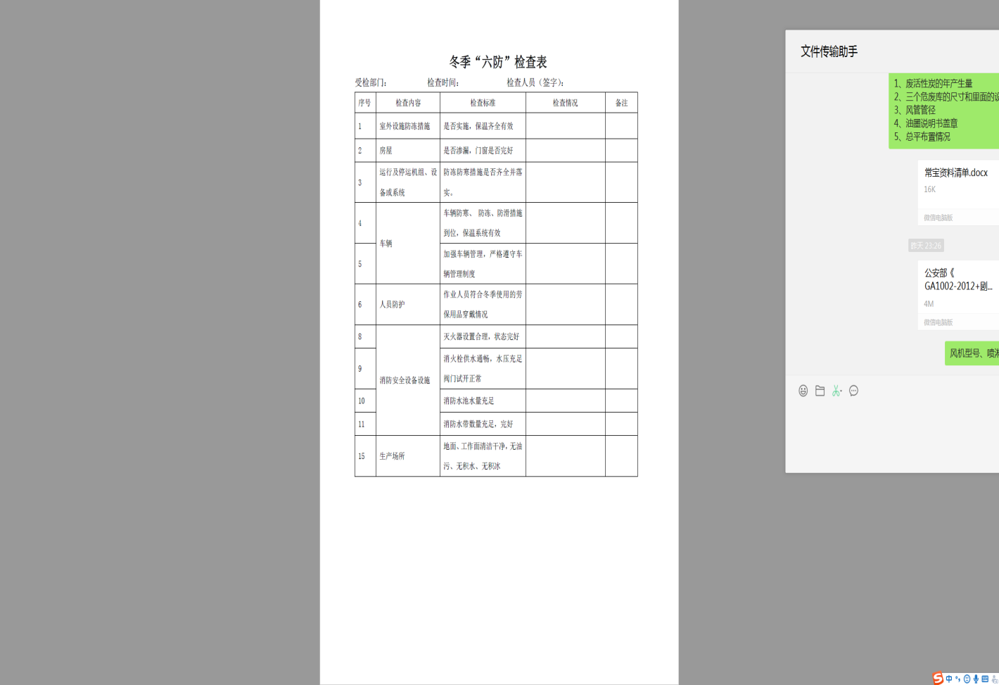 冬季“六防”检查表
受检部门： 检查时间： 检查人员（签字）：
序号 检查内容 检查标准 检查情况 备注
1 室外设施防冻措施 是否实施，保温齐全有效
2 房屋 是否渗漏，门窗是否完好
3 运行及停运机组、设
备或系统
防冻防寒措施是否齐全并落
实。
4 车辆
车辆防寒、 防冻、防滑措施
到位，保温系统有效
5
加强车辆管理，严格遵守车
辆管理制度
6 人员防护
作业人员符合冬季使用的劳
保用品穿戴情况
8 消防安全设备设施
灭火器设置合理，状态完好
9
消火栓供水通畅，水压充足
阀门试开正常
10 消防水池水量充足
11 消防水带数量充足，完好
15 生产场所
地面、工作面清洁干净，无油
污、无积水、无积冰
文件传输助手
1、废活性炭的年产生量
2、三个危废库的尺寸和里面的设
3、风管管径
4、油墨说明书盖章
5、总平布置情况
常宝资料清单.docx
16K
微信电脑版
昨天 23:26
公安部《
GA1002-2012+剧...
4M
微信电脑版
风机型号、喷淋
中